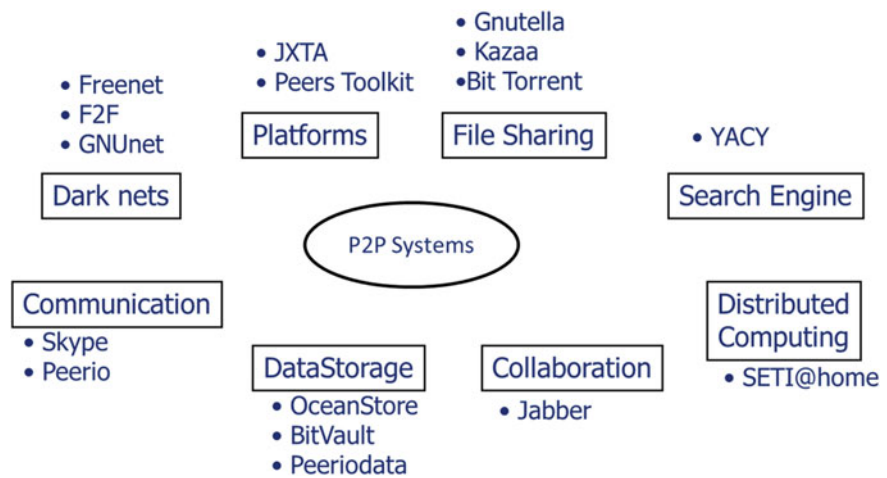 • Freenet
• F2F
• GNUnet
Dark nets
• JXTA
• Peers Toolkit
Platforms
• Gnutella
• Kazaa
•Bit Torrent
File Sharing
• YACY
Search Engine
P2P Systems
Communication
• Skype
• Peerio
DataStorage
• OceanStore
• BitVault
• Peeriodata
Collaboration
• Jabber
Distributed
Computing
• SETI@home